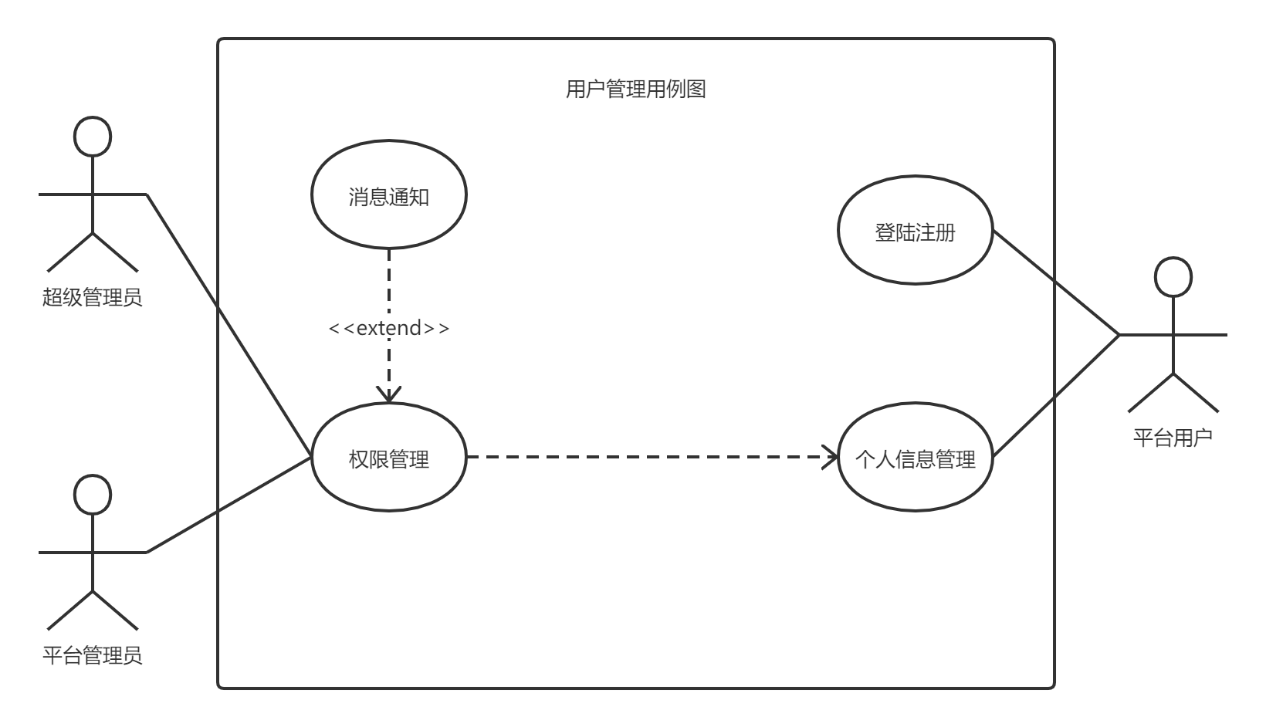 用户管理用例图
消息通知
登陆注册
超级管理员
<<extend>>
平台用户
权限管理
个人信息管理
平台管理员